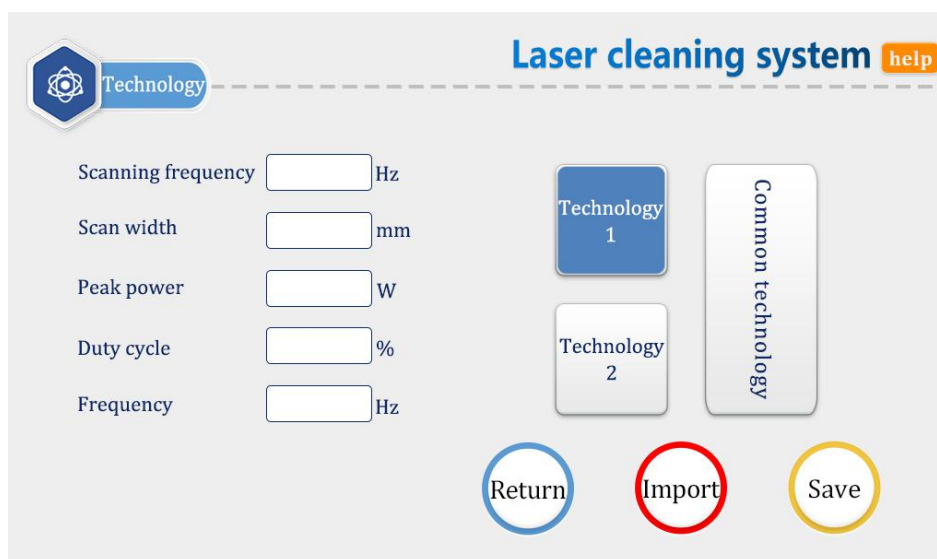 Laser cleaning system help
Technology
Scanning frequency Hz
Scan width mm
Peak power W
Duty cycle %
Frequency Hz
Technology
1
Technology
2
Common technology
Return
Import
Save